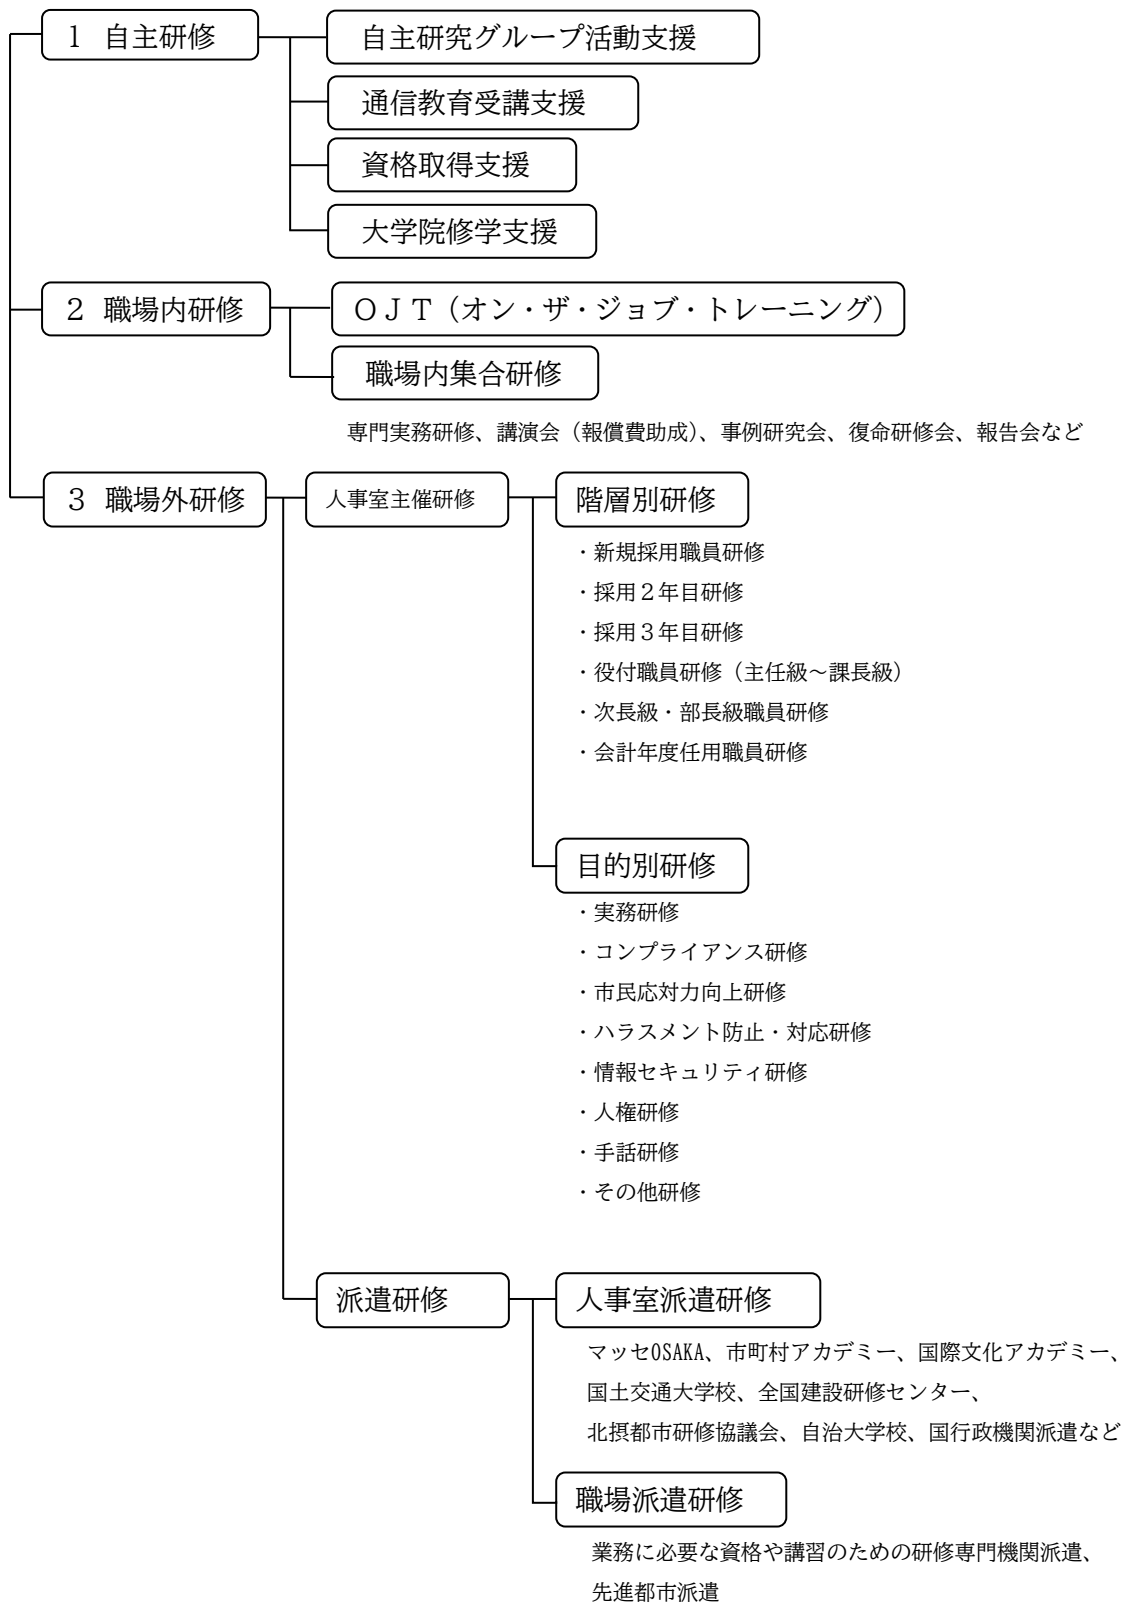 １ 自主研修
自主研究グループ活動支援
通信教育受講支援
資格取得支援
大学院修学支援
２ 職場内研修
ＯＪＴ（オン・ザ・ジョブ・トレーニング）
職場内集合研修
専門実務研修、講演会（報償費助成）、事例研究会、復命研修会、報告会など
３ 職場外研修
人事室主催研修
階層別研修
・新規採用職員研修
・採用２年目研修
・採用３年目研修
・役付職員研修（主任級～課長級）
・次長級・部長級職員研修
・会計年度任用職員研修
目的別研修
・実務研修
・コンプライアンス研修
・市民応対力向上研修
・ハラスメント防止・対応研修
・情報セキュリティ研修
・人権研修
・手話研修
・その他研修
派遣研修
人事室派遣研修
マッセOSAKA、市町村アカデミー、国際文化アカデミー、
国土交通大学校、全国建設研修センター、
北摂都市研修協議会、自治大学校、国行政機関派遣など
職場派遣研修
業務に必要な資格や講習のための研修専門機関派遣、
先進都市派遣